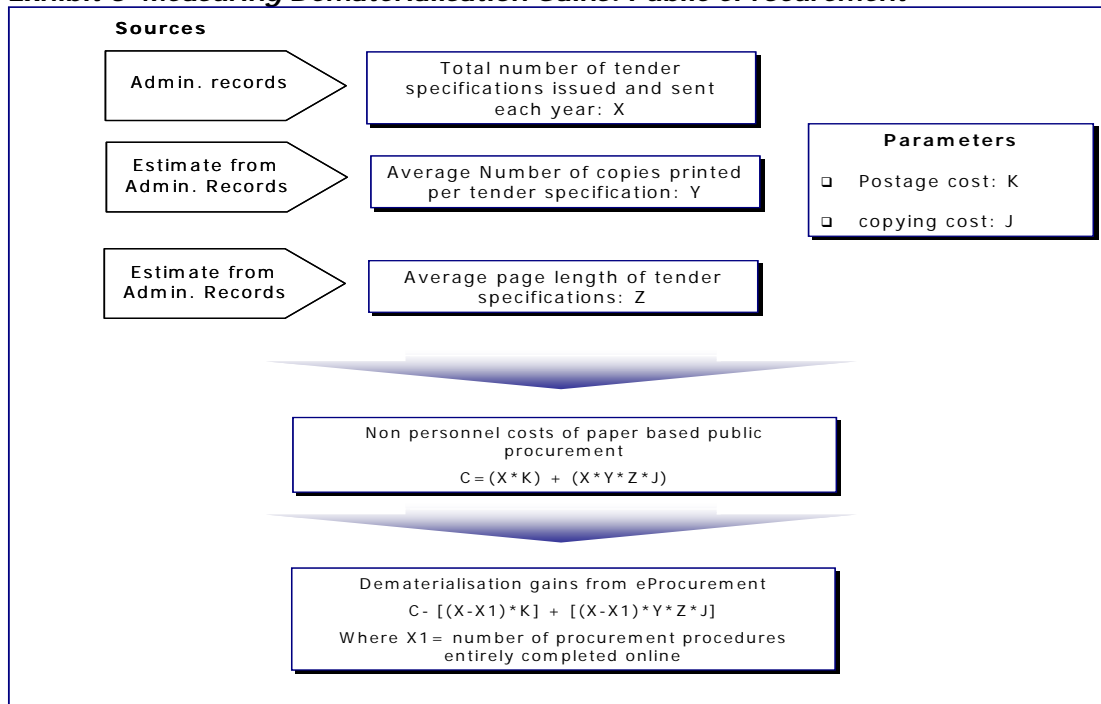 Sources
Admin. records
Total number of tender
specifications issued and sent
each year: X
Estimate from
Admin. Records
Average Number of copies printed
per tender specification: Y
Parameters
❑ Postage cost: K
❑ copying cost: J
Estimate from
Admin. Records
Average page length of tender
specifications: Z
Non personnel costs of paper based public
procurement
C=(X*K) + (X*Y*Z*J)
Dematerialisation gains from eProcurement
C- [(X-X1)*K] + [(X-X1)*Y*Z*J]
Where X1= number of procurement procedures
entirely completed online